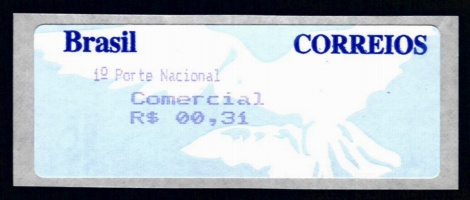 Brasil CORREIOS
1º Porte Nacional
Comercial
R$ 00,31